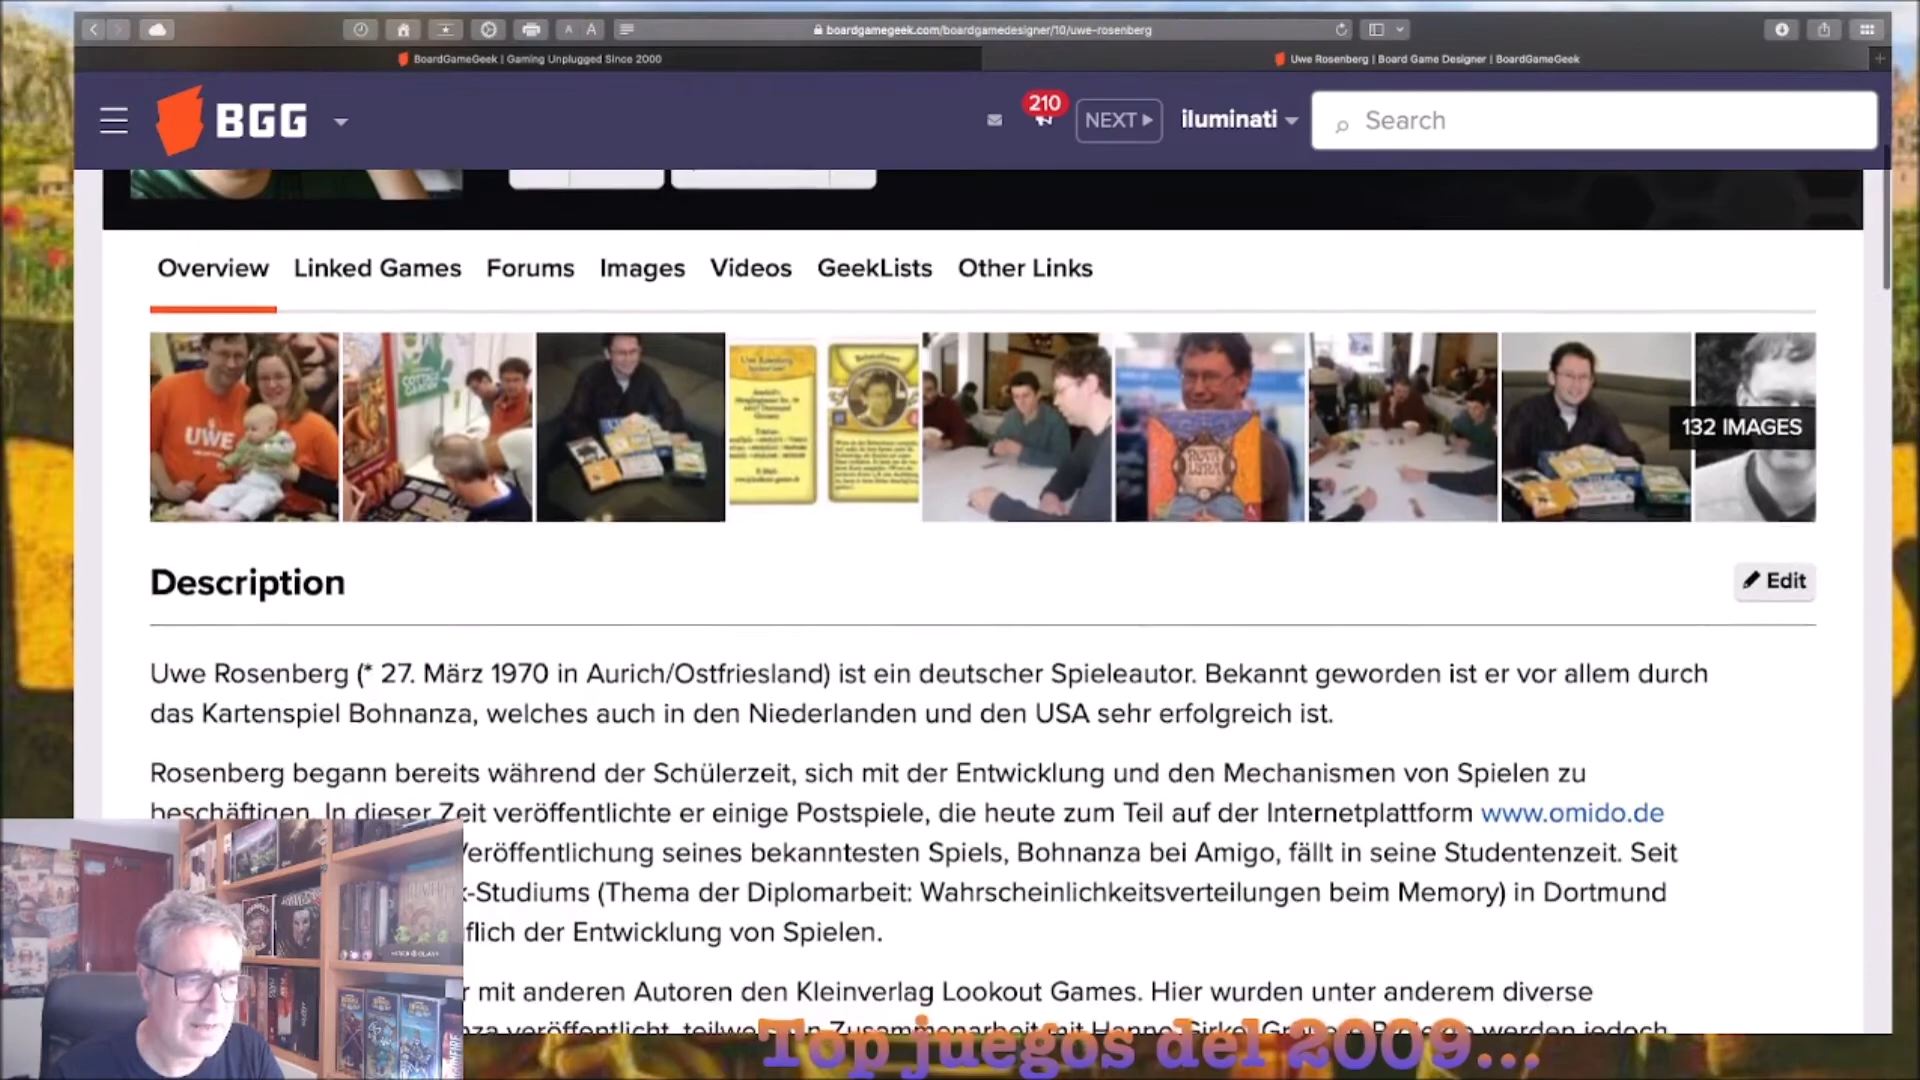 boardgamegeek.com/boardgamedesigner/10/uwe-rosenberg
BoardGameGeek | Gaming Unplugged Since 2000
Uwe Rosenberg | Board Game Designer | BoardGameGeek
BGG
210
NEXT
iluminati
Search
Overview Linked Games Forums Images Videos GeekLists Other Links
UWE
COTTAGE GARDEN
132 IMAGES
Description
Edit
Uwe Rosenberg (* 27. März 1970 in Aurich/Ostfriesland) ist ein deutscher Spieleautor. Bekannt geworden ist er vor allem durch
das Kartenspiel Bohnanza, welches auch in den Niederlanden und den USA sehr erfolgreich ist.
Rosenberg begann bereits während der Schülerzeit, sich mit der Entwicklung und den Mechanismen von Spielen zu
beschäftigen. In dieser Zeit veröffentlichte er einige Postspiele, die heute zum Teil auf der Internetplattform www.omido.de
Veröffentlichung seines bekanntesten Spiels, Bohnanza bei Amigo, fällt in seine Studentenzeit. Seit
k-Studiums (Thema der Diplomarbeit: Wahrscheinlichkeitsverteilungen beim Memory) in Dortmund
flich der Entwicklung von Spielen.
r mit anderen Autoren den Kleinverlag Lookout Games. Hier wurden unter anderem diverse
nza veröffentlicht, Zusammenarbeit mit Hanno werden jedoch
Top juegos del 2009...